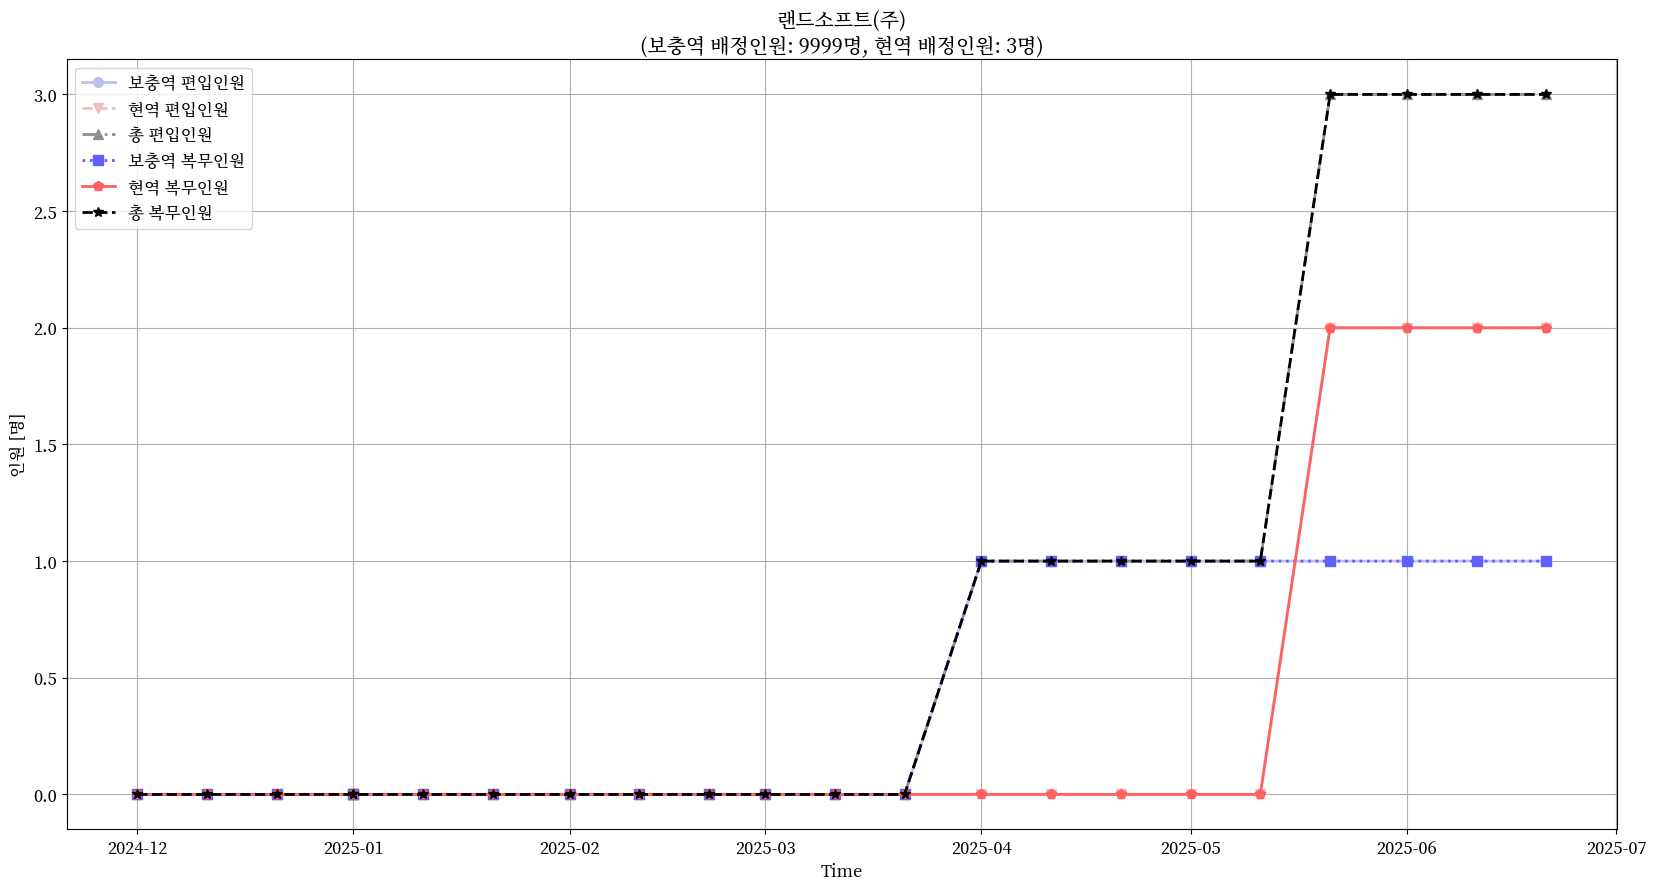 랜드소프트(주)
(보충역 배정인원: 9999명, 현역 배정인원: 3명)
보충역 편입인원
현역 편입인원
총 편입인원
보충역 복무인원
현역 복무인원
총 복무인원
3.0
2.5
2.0
1.5
1.0
0.5
0.0
인원 [명]
2024-12
2025-01
2025-02
2025-03
2025-04
2025-05
2025-06
2025-07
Time